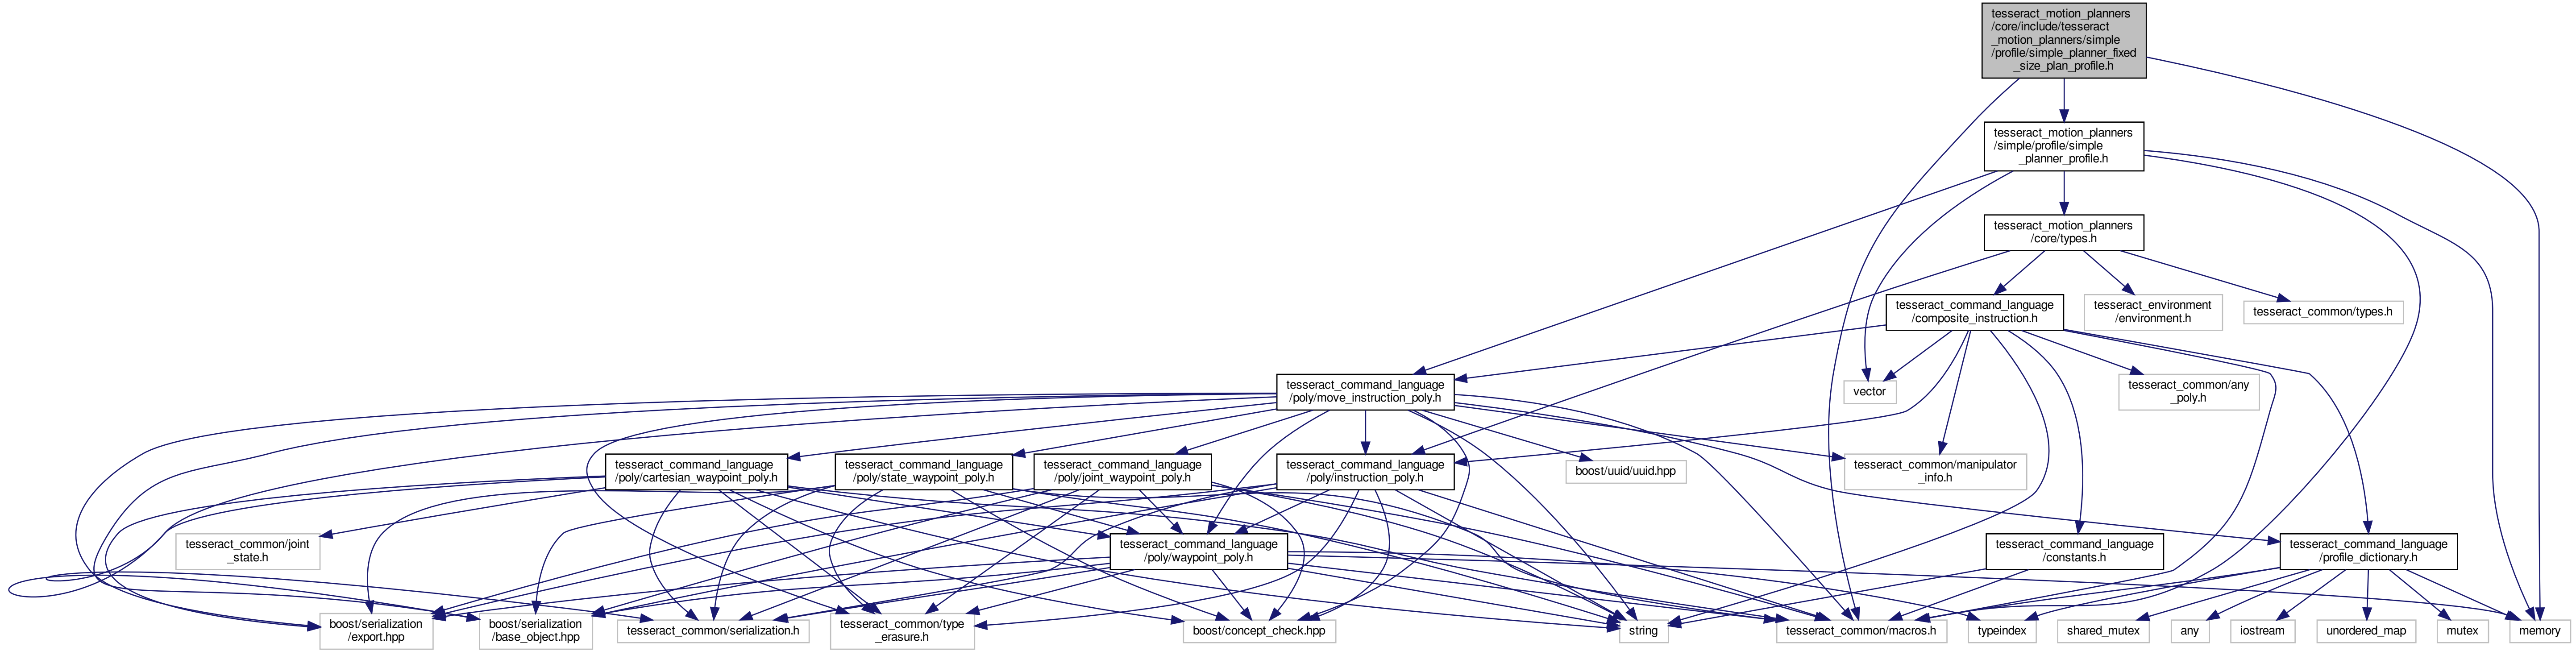 tesseract_motion_planners
/core/include/tesseract
_motion_planners/simple
/profile/simple_planner_fixed
_size_plan_profile.h
tesseract_motion_planners
/simple/profile/simple
_planner_profile.h
tesseract_motion_planners
/core/types.h
tesseract_command_language
/composite_instruction.h
tesseract_environment
/environment.h
tesseract_common/types.h
tesseract_command_language
/poly/move_instruction_poly.h
vector
tesseract_common/any
_poly.h
tesseract_command_language
/poly/cartesian_waypoint_poly.h
tesseract_command_language
/poly/state_waypoint_poly.h
tesseract_command_language
/poly/joint_waypoint_poly.h
tesseract_command_language
/poly/instruction_poly.h
boost/uuid/uuid.hpp
tesseract_common/manipulator
_info.h
tesseract_common/joint
_state.h
tesseract_command_language
/poly/waypoint_poly.h
tesseract_command_language
/constants.h
tesseract_command_language
/profile_dictionary.h
boost/serialization
/export.hpp
boost/serialization
/base_object.hpp
tesseract_common/serialization.h
tesseract_common/type
_erasure.h
boost/concept_check.hpp
string
tesseract_common/macros.h
typeindex
shared_mutex
any
iostream
unordered_map
mutex
memory